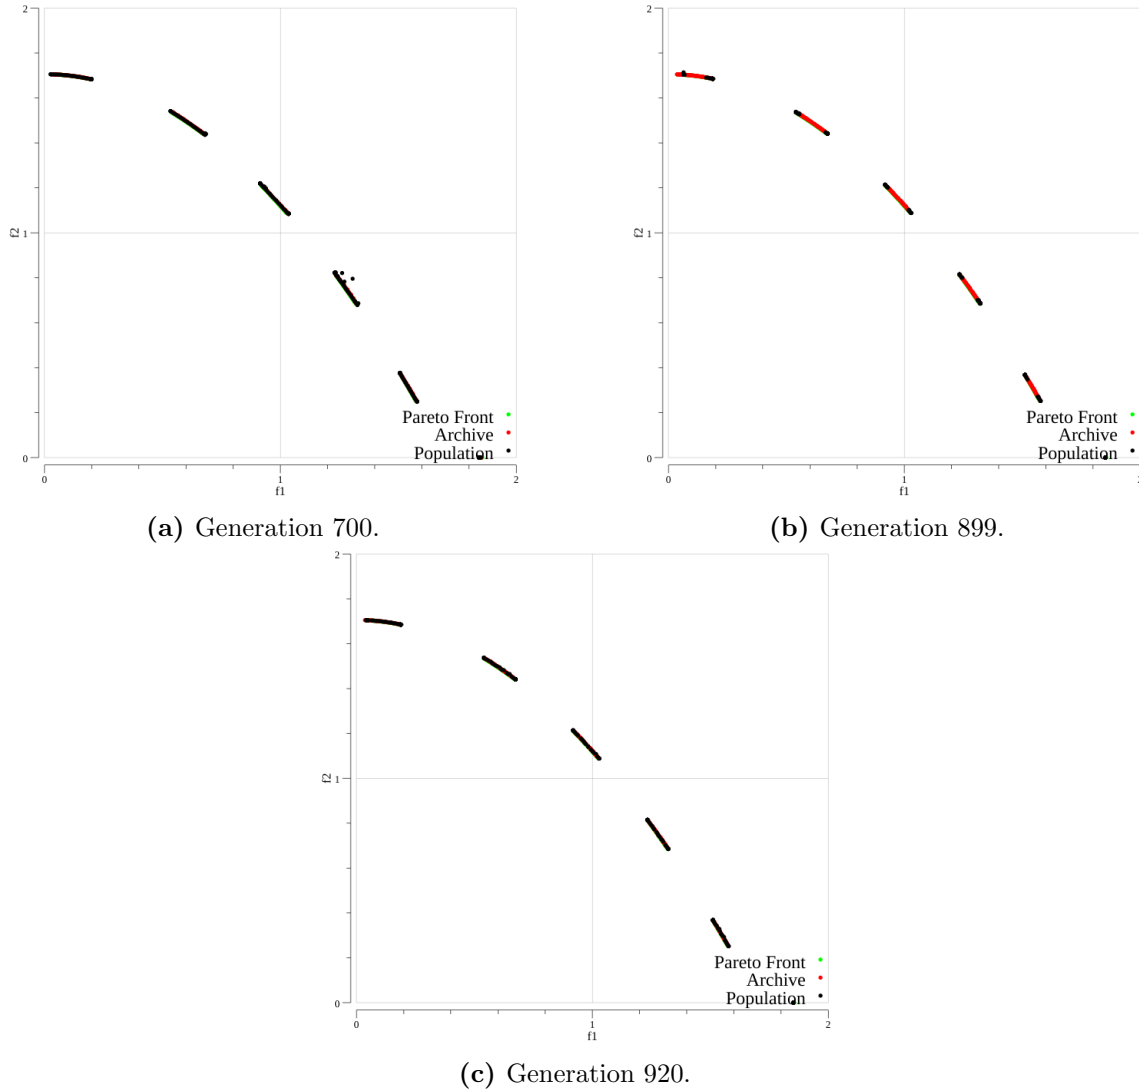 2
f2 1
Pareto Front
Archive
Population
0
0 1 2
f1
(a) Generation 700.
2
f2 1
Pareto Front
Archive
Population
0
0 1 2
f1
(b) Generation 899.
2
f2 1
Pareto Front
Archive
Population
0
0 1 2
f1
(c) Generation 920.